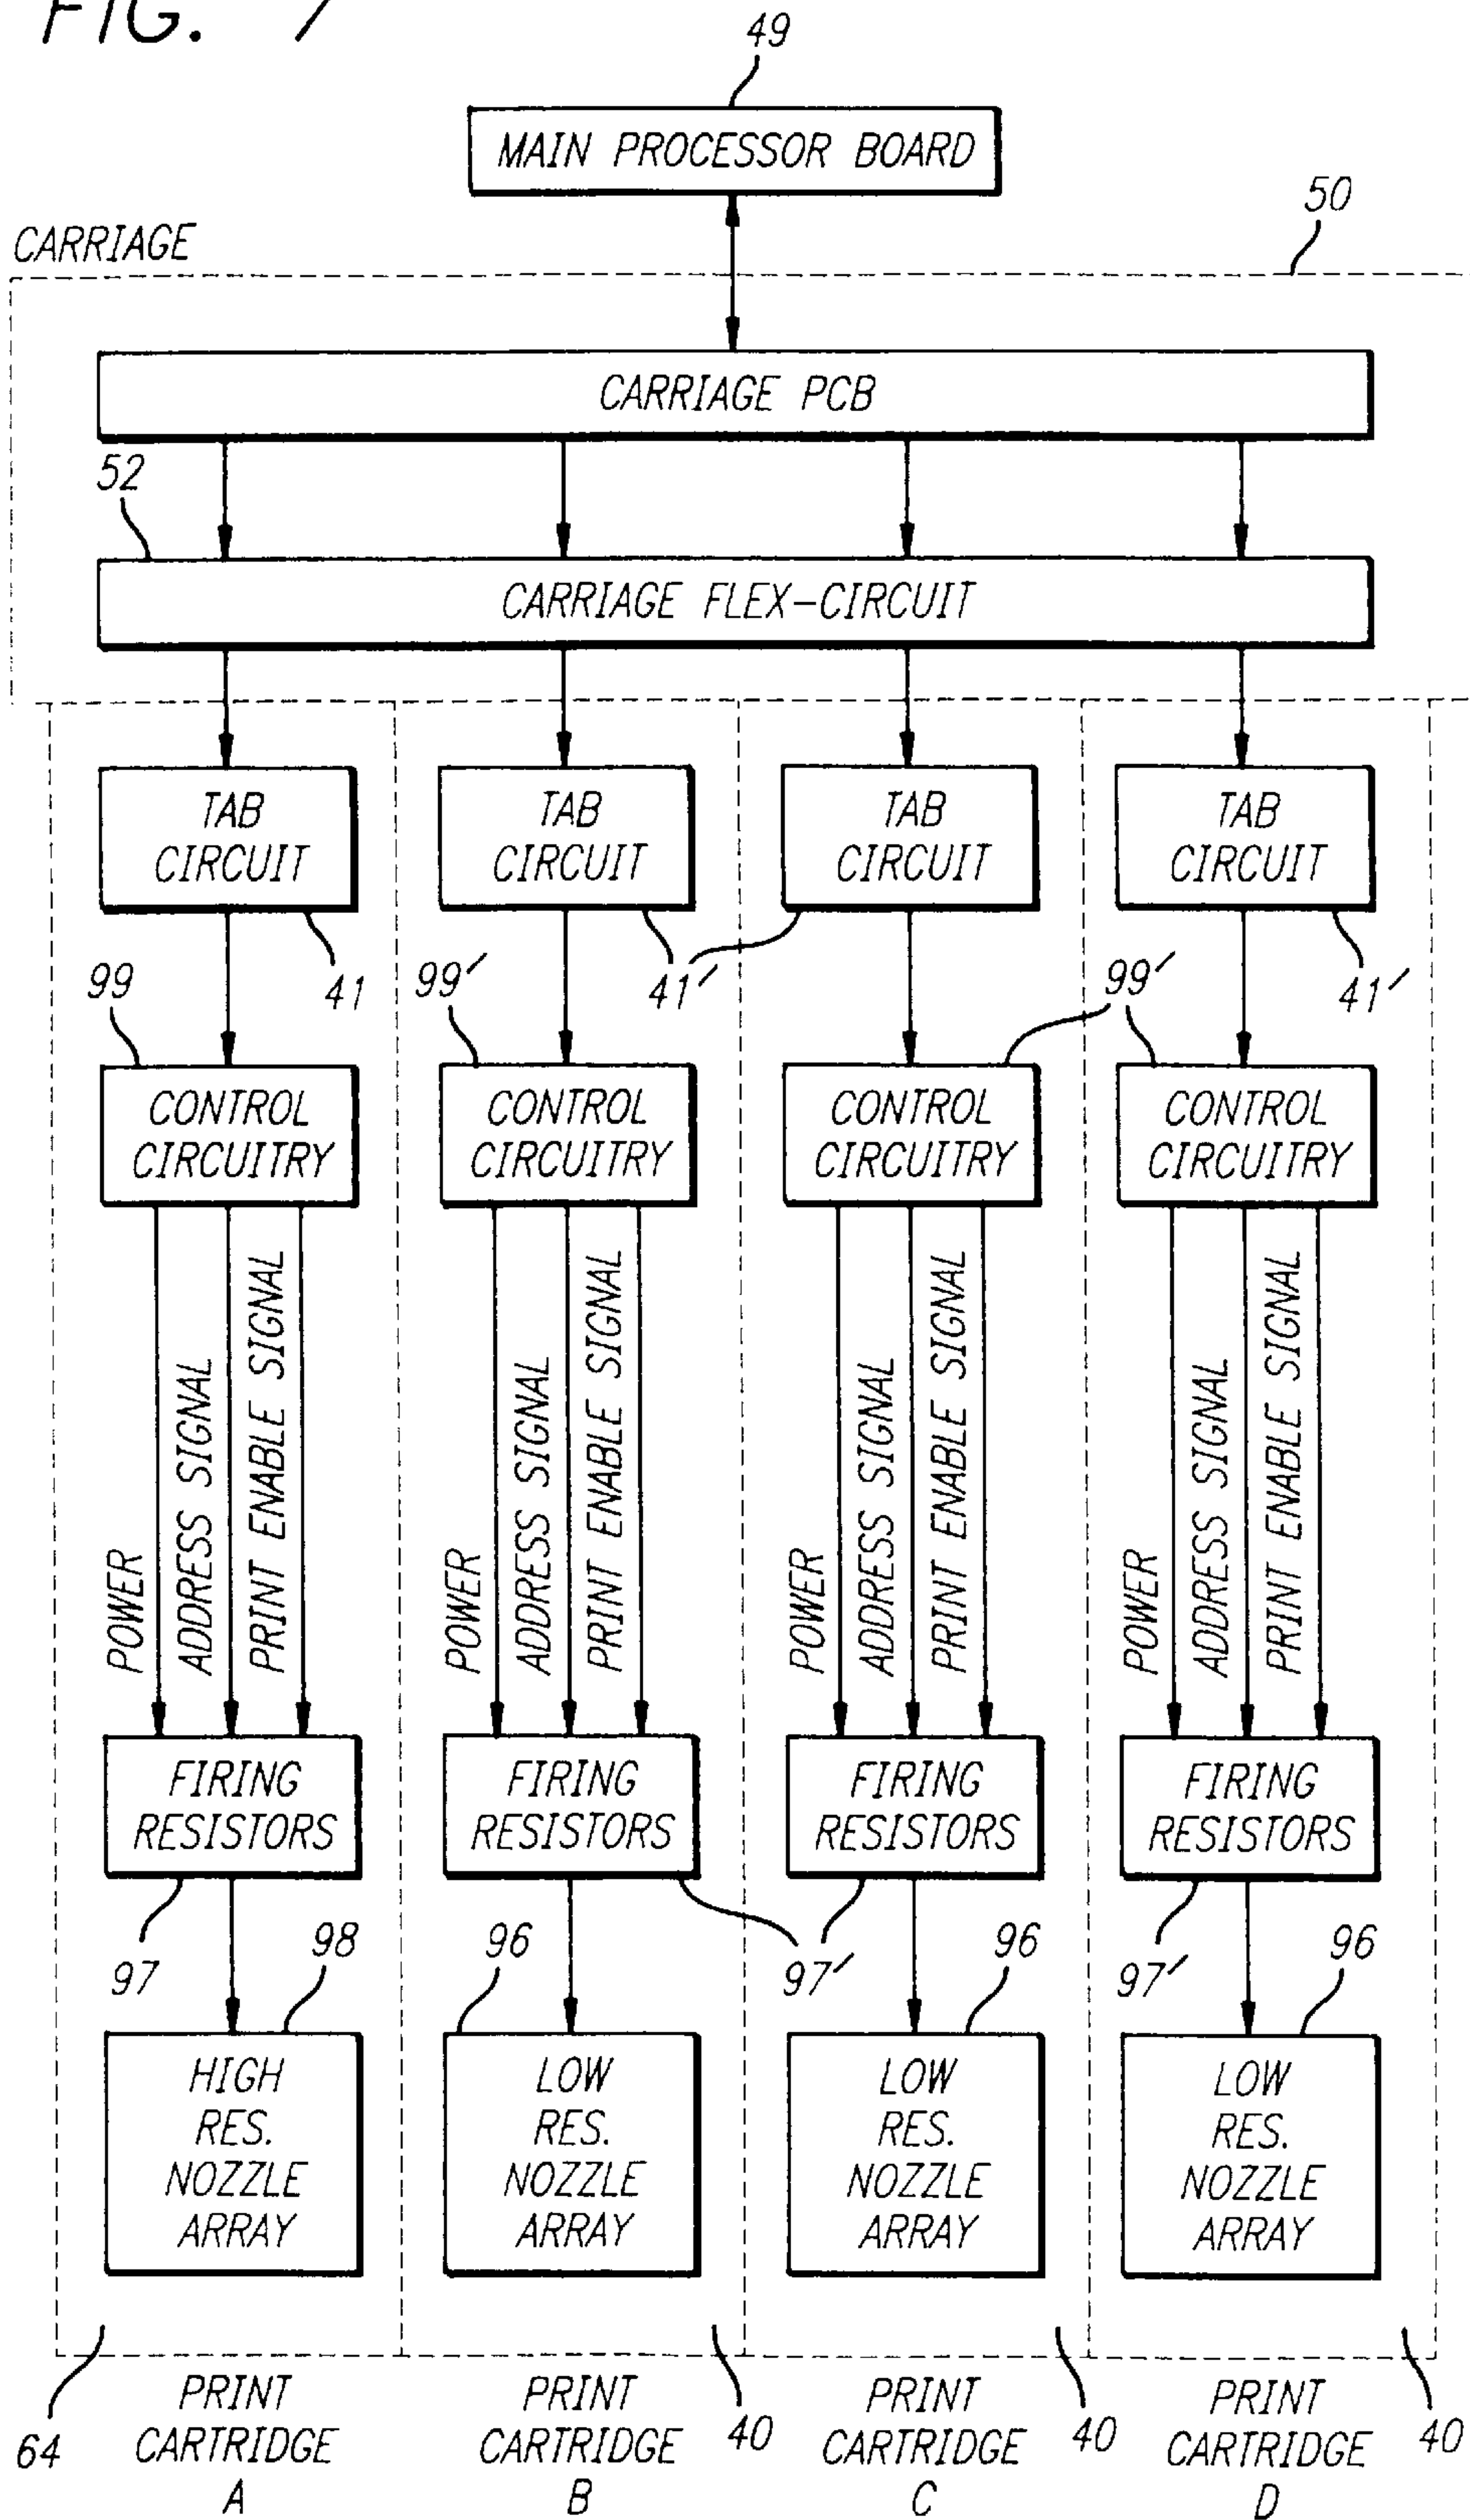 FIG. 7
49
MAIN PROCESSOR BOARD
50
CARRIAGE
CARRIAGE PCB
52
CARRIAGE FLEX-CIRCUIT
TAB CIRCUIT
TAB CIRCUIT
TAB CIRCUIT
TAB CIRCUIT
99 41 99' 41' 99' 41'
CONTROL CIRCUITRY
CONTROL CIRCUITRY
CONTROL CIRCUITRY
CONTROL CIRCUITRY
POWER
ADDRESS SIGNAL
PRINT ENABLE SIGNAL
POWER
ADDRESS SIGNAL
PRINT ENABLE SIGNAL
POWER
ADDRESS SIGNAL
PRINT ENABLE SIGNAL
POWER
ADDRESS SIGNAL
PRINT ENABLE SIGNAL
FIRING RESISTORS
FIRING RESISTORS
FIRING RESISTORS
FIRING RESISTORS
97 98 96 97' 96 97' 96
HIGH RES. NOZZLE ARRAY
LOW RES. NOZZLE ARRAY
LOW RES. NOZZLE ARRAY
LOW RES. NOZZLE ARRAY
64
PRINT CARTRIDGE A
PRINT CARTRIDGE B
40
PRINT CARTRIDGE C
40
PRINT CARTRIDGE D
40